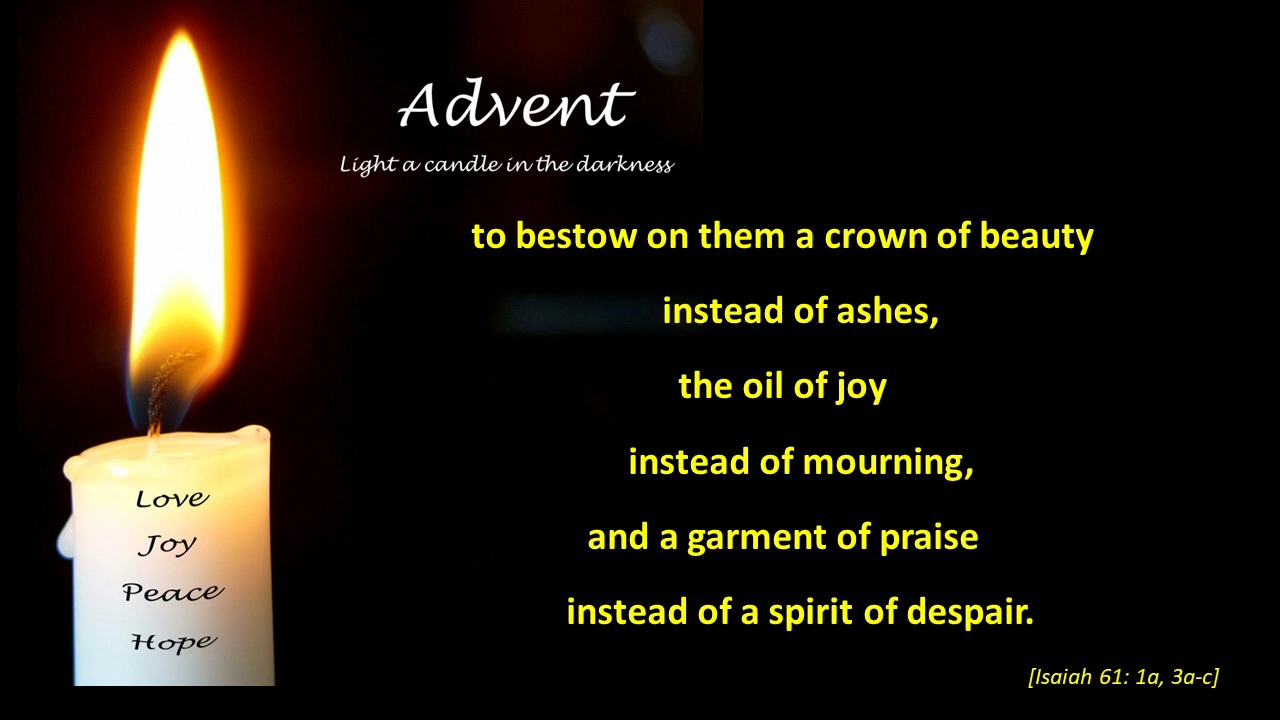 Advent
Light a candle in the darkness
to bestow on them a crown of beauty
instead of ashes,
the oil of joy
instead of mourning,
and a garment of praise
instead of a spirit of despair.
Love
Joy
Peace
Hope
[Isaiah 61: 1a, 3a-c]